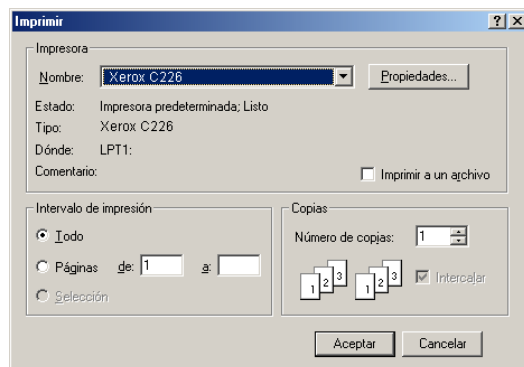 Imprimir
Impresora
Nombre: Xerox C226 Propiedades...
Estado: Impresora predeterminada; Listo
Tipo: Xerox C226
Dónde: LPT1:
Comentario: Imprimir a un archivo
Intervalo de impresión
Todo
Páginas de: 1 a:
Selección
Copias
Número de copias: 1
1 2 3 1 2 3 Intercalar
Aceptar Cancelar